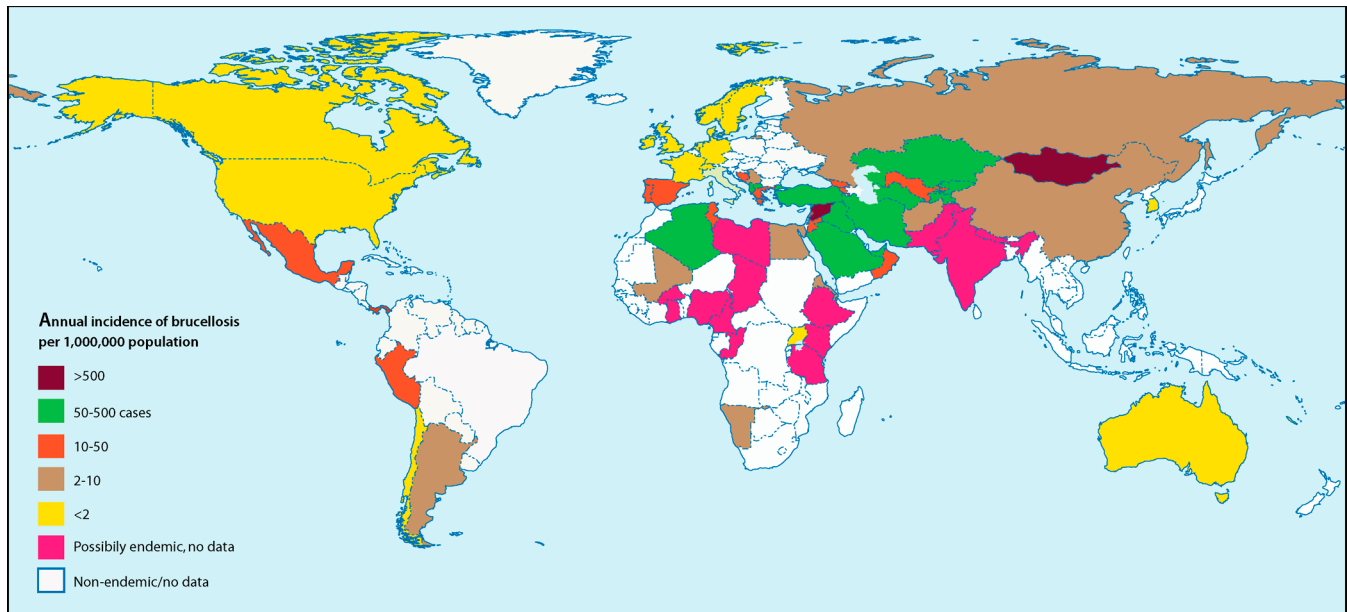 Annual incidence of brucellosis
per 1,000,000 population
>500
50-500 cases
10-50
2-10
<2
Possibily endemic, no data
Non-endemic/no data